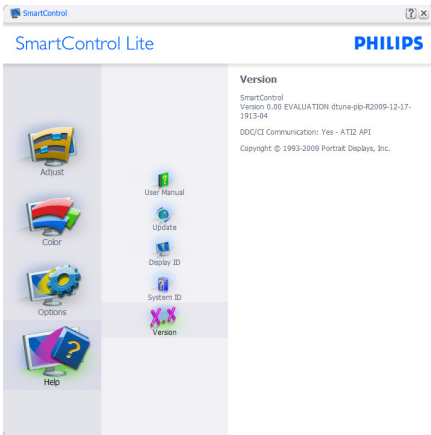 SmartControl
SmartControl Lite
PHILIPS
Adjust
Color
Options
Help
User Manual
Update
Display ID
System ID
Version
Version
SmartControl
Version 0.00 EVALUATION dtune-plp-R2009-12-17-
1913-04
DDC/CI Communication: Yes - ATI2 API
Copyright © 1993-2009 Portrait Displays, Inc.